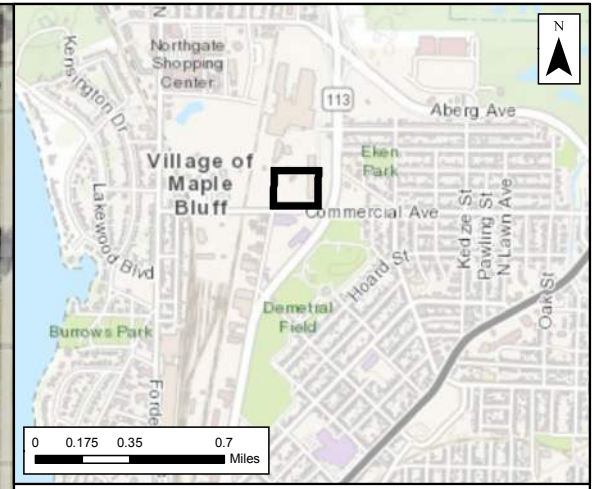 N
N
Northgate
Shopping
Center
Kensington Dr
113
Aberg Ave
Village of
Maple
Bluff
Eken
Park
Commercial Ave
Lakewood Blvd
Kedzie St
Pawling St
N Lawn Ave
Hoard St
Oak St
Demetral
Field
Burrows Park
Forde
0 0.175 0.35 0.7
Miles